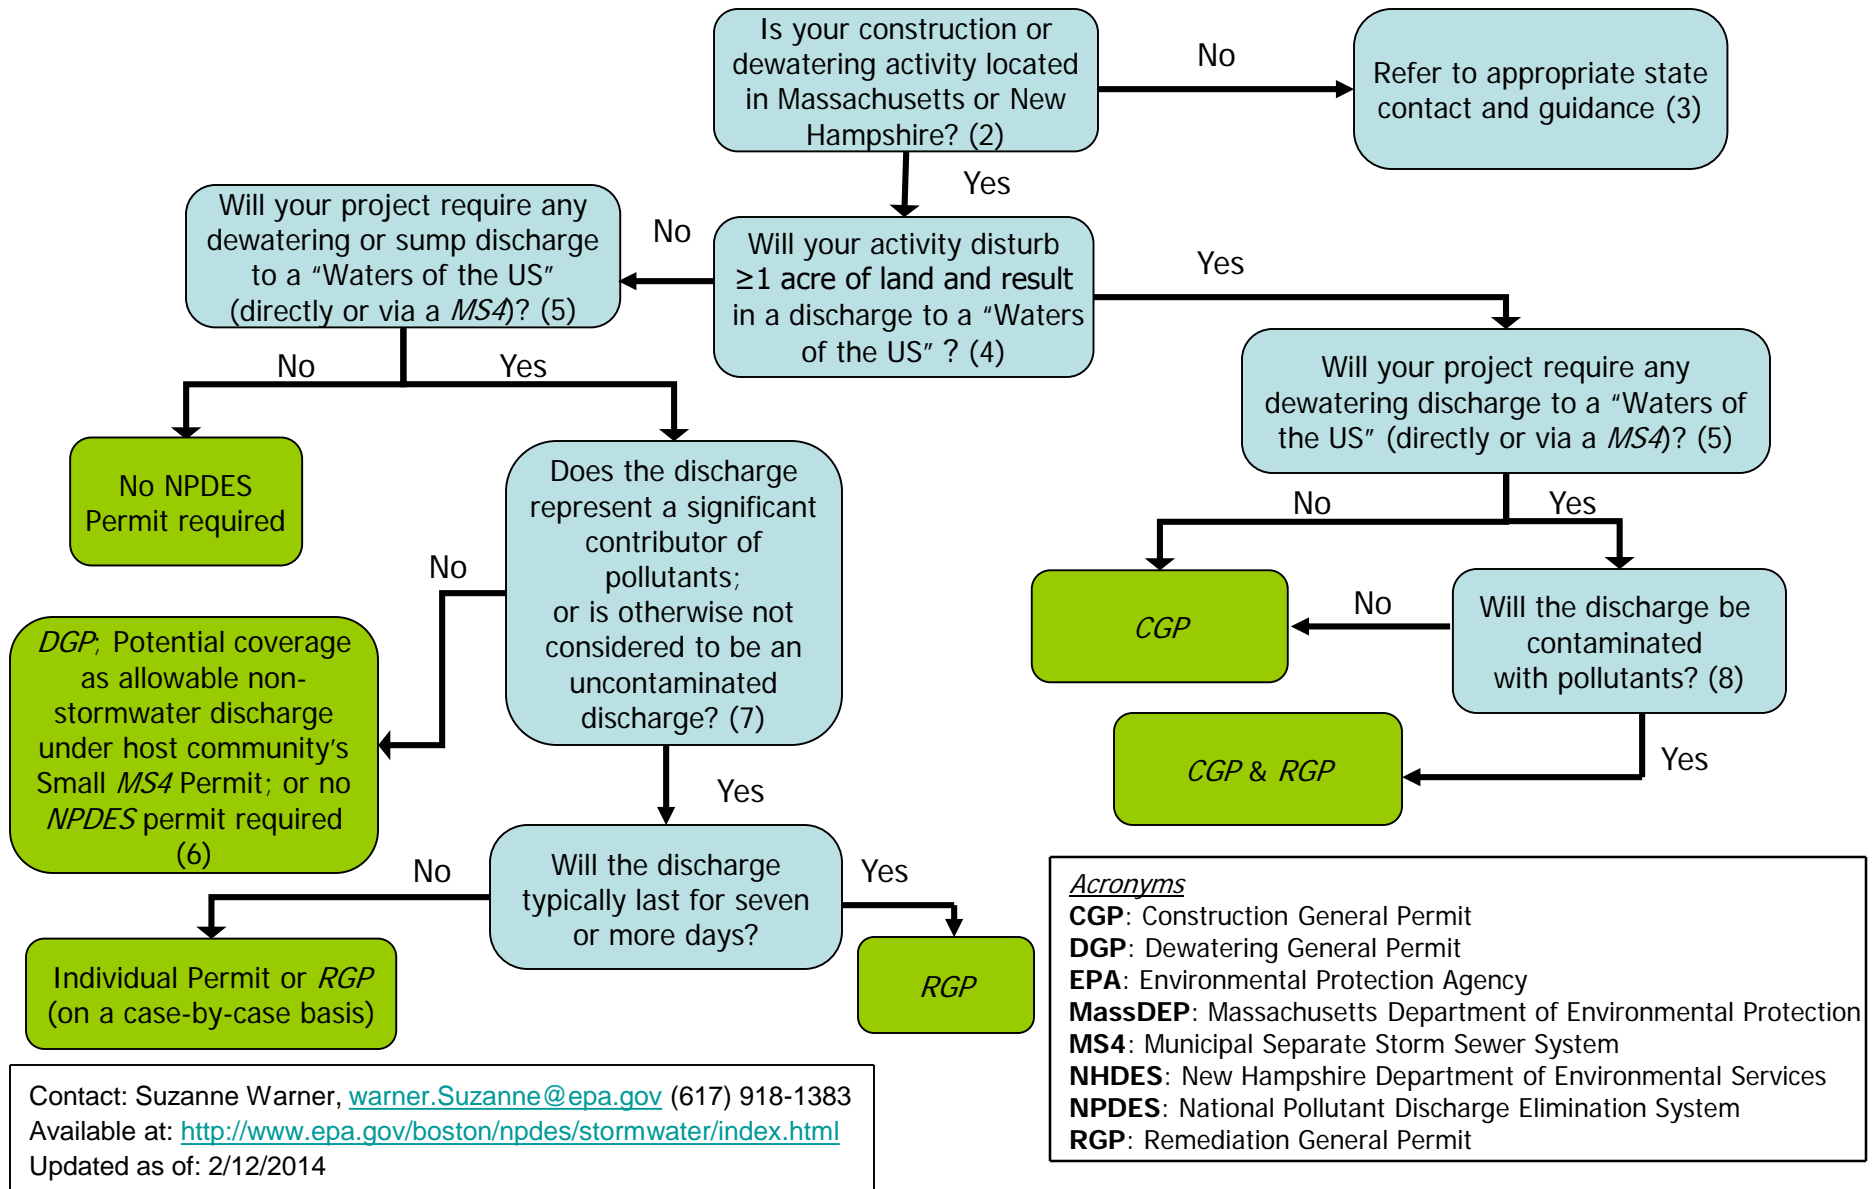 Is your construction or
dewatering activity located
in Massachusetts or New
Hampshire? (2)
No
Refer to appropriate state
contact and guidance (3)
Yes
Will your project require any
dewatering or sump discharge
to a “Waters of the US”
(directly or via a MS4)? (5)
No
Will your activity disturb
≥1 acre of land and result
in a discharge to a “Waters
of the US” ? (4)
Yes
No
Yes
Will your project require any
dewatering discharge to a “Waters of
the US” (directly or via a MS4)? (5)
No NPDES
Permit required
Does the discharge
represent a significant
contributor of
pollutants;
or is otherwise not
considered to be an
uncontaminated
discharge? (7)
No
Yes
No
DGP; Potential coverage
as allowable non-
stormwater discharge
under host community’s
Small MS4 Permit; or no
NPDES permit required
(6)
CGP
No
Will the discharge be
contaminated
with pollutants? (8)
Yes
CGP & RGP
Yes
No
Will the discharge
typically last for seven
or more days?
Yes
Individual Permit or RGP
(on a case-by-case basis)
RGP
Acronyms
CGP: Construction General Permit
DGP: Dewatering General Permit
EPA: Environmental Protection Agency
MassDEP: Massachusetts Department of Environmental Protection
MS4: Municipal Separate Storm Sewer System
NHDES: New Hampshire Department of Environmental Services
NPDES: National Pollutant Discharge Elimination System
RGP: Remediation General Permit
Contact: Suzanne Warner, warner.Suzanne@epa.gov (617) 918-1383
Available at: http://www.epa.gov/boston/npdes/stormwater/index.html
Updated as of: 2/12/2014